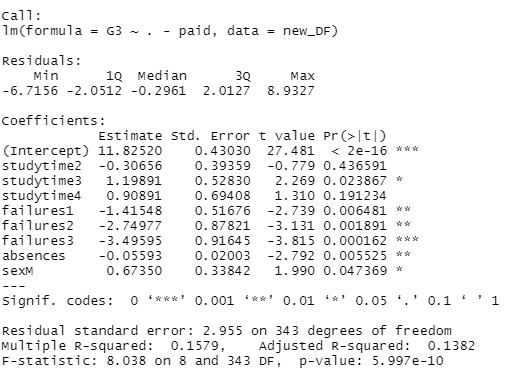 Call:
lm(formula = G3 ~ . - paid, data = new_DF)
Residuals:
Min 1Q Median 3Q Max
-6.7156 -2.0512 -0.2961 2.0127 8.9327
Coefficients:
Estimate Std. Error t value Pr(>|t|)
(Intercept) 11.82520 0.43030 27.481 < 2e-16 ***
studytime2 -0.30656 0.39359 -0.779 0.436591
studytime3 1.19891 0.52830 2.269 0.023867 *
studytime4 0.90891 0.69408 1.310 0.191234
failures1 -1.41548 0.51676 -2.739 0.006481 **
failures2 -2.74977 0.87821 -3.131 0.001891 **
failures3 -3.49595 0.91645 -3.815 0.000162 ***
absences -0.05593 0.02003 -2.792 0.005525 **
sexM 0.67350 0.33842 1.990 0.047369 *
---
Signif. codes: 0 ‘***’ 0.001 ‘**’ 0.01 ‘*’ 0.05 ‘.’ 0.1 ‘ ’ 1
Residual standard error: 2.955 on 343 degrees of freedom
Multiple R-squared: 0.1579, Adjusted R-squared: 0.1382
F-statistic: 8.038 on 8 and 343 DF, p-value: 5.997e-10